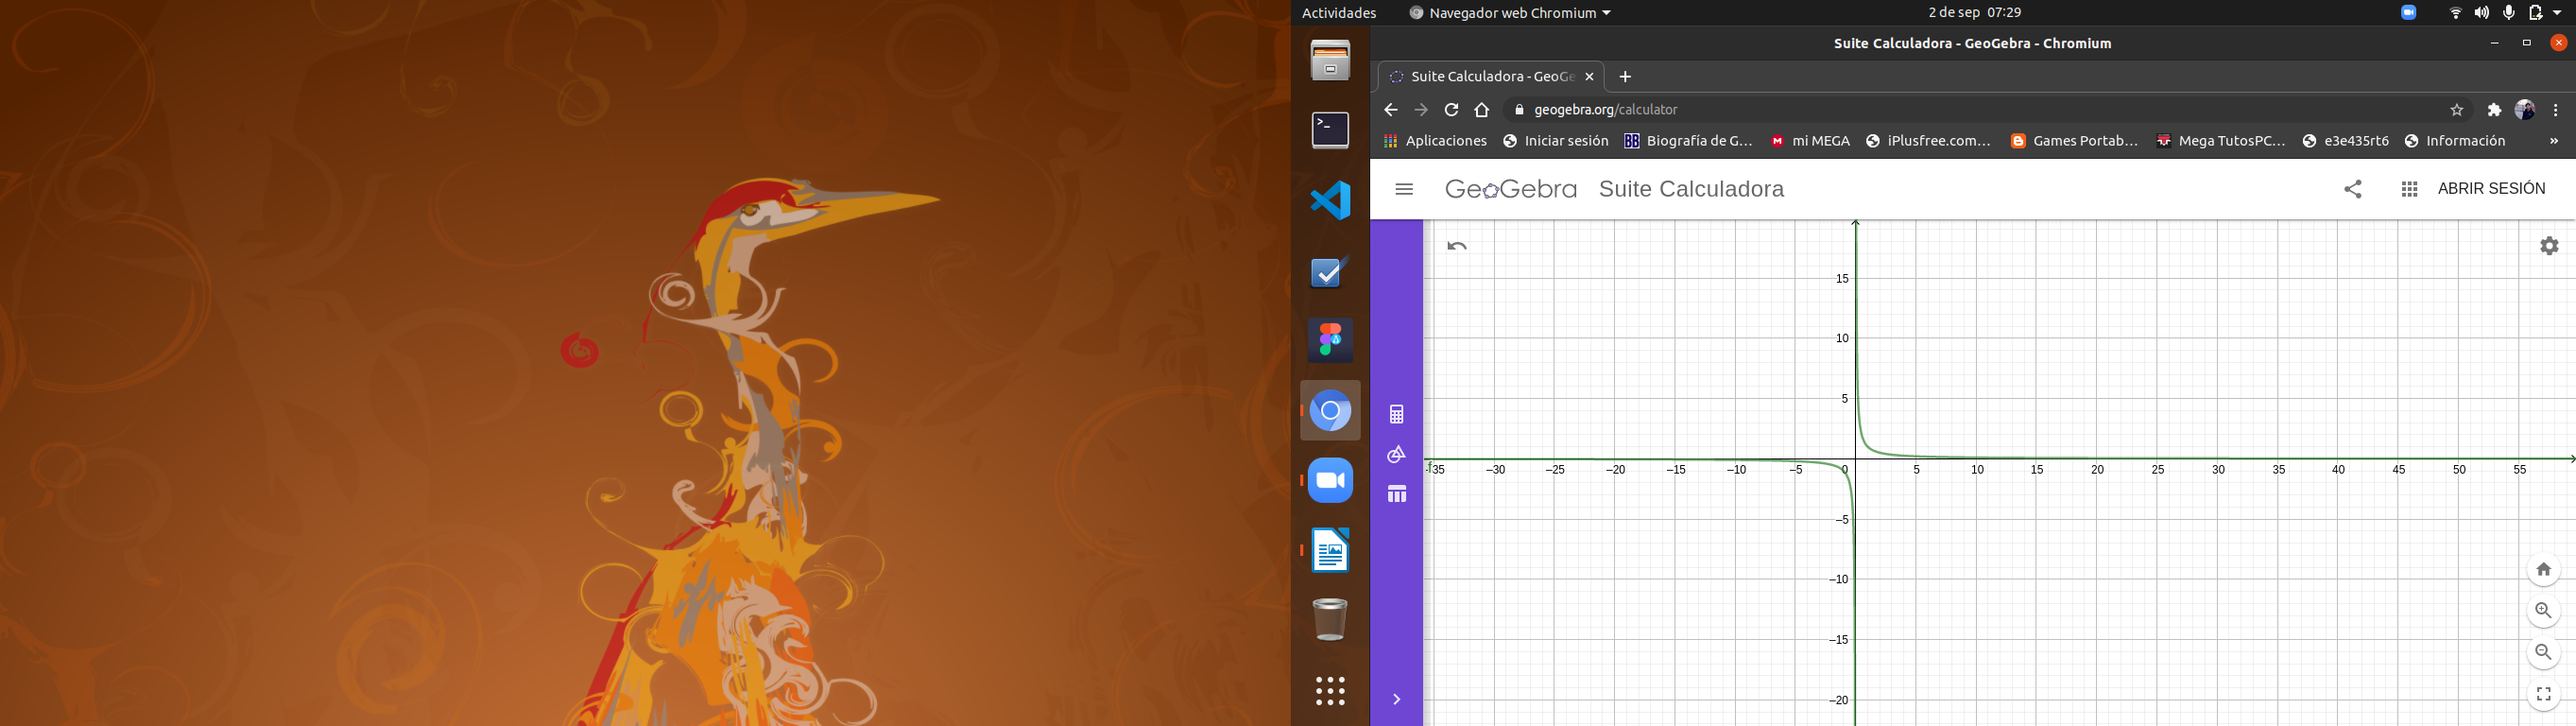 Actividades Navegador web Chromium 2 de sep 07:29
Suite Calculadora - GeoGebra - Chromium
Suite Calculadora - GeoGe
geogebra.org/calculator
Aplicaciones Iniciar sesión BB Biografía de G... mi MEGA iPlusfree.com... Games Portab... Mega TutosPC... e3e435rt6 Información »
GeoGebra Suite Calculadora ABRIR SESIÓN
15
10
5
f
-35 −30 −25 −20 −15 −10 −5 0 5 10 15 20 25 30 35 40 45 50 55
−5
−10
−15
−20